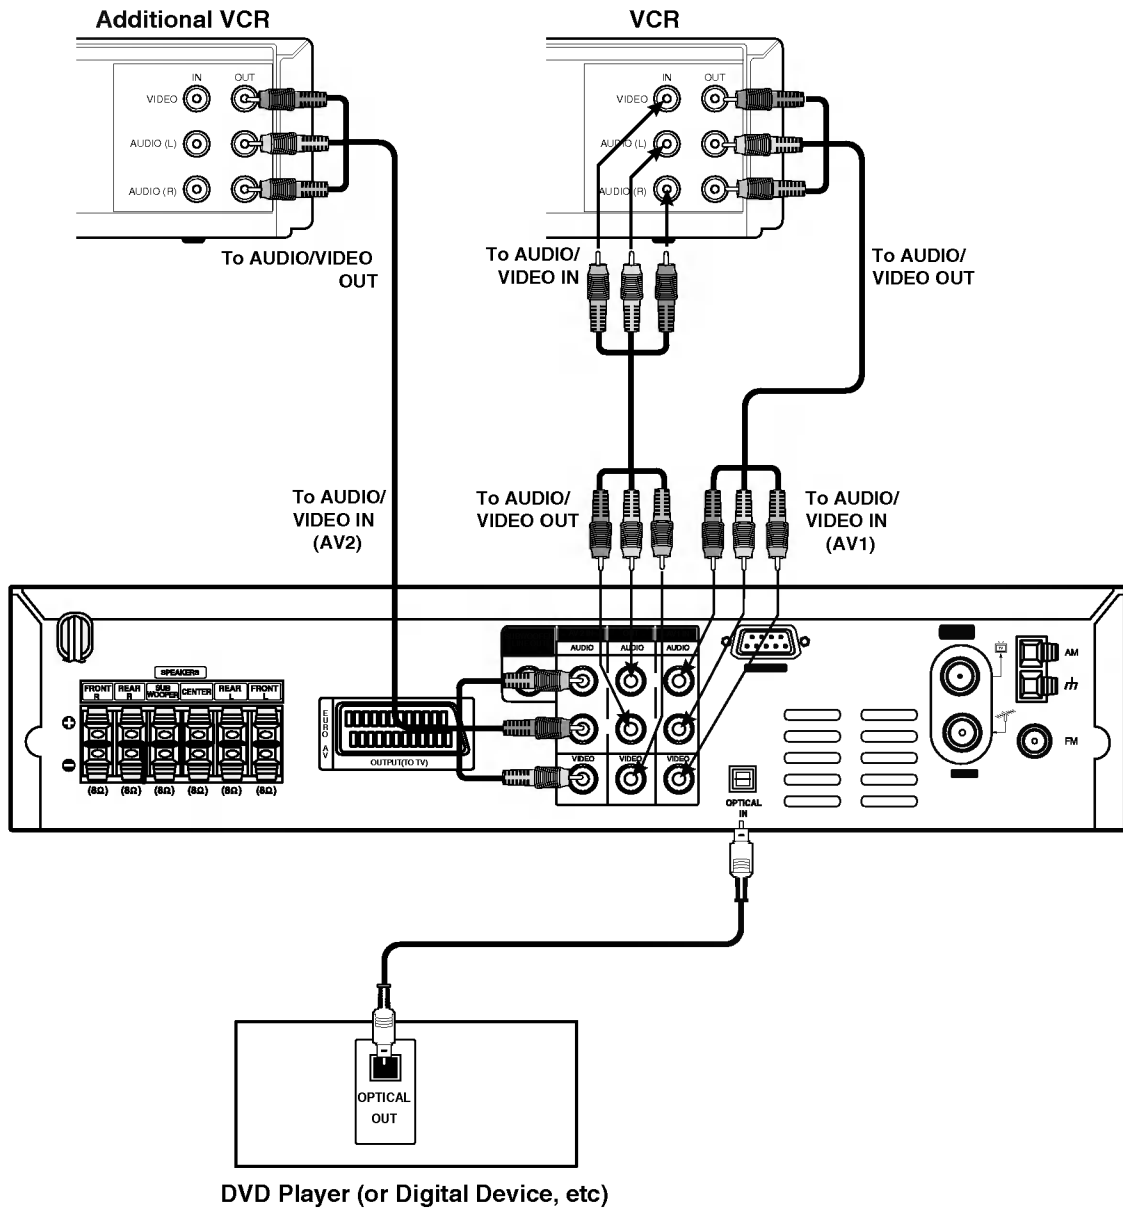 Additional VCR
VCR
IN OUT
VIDEO
AUDIO (L)
AUDIO (R)
IN OUT
VIDEO
AUDIO (L)
AUDIO (R)
To AUDIO/VIDEO
OUT
To AUDIO/
VIDEO IN
To AUDIO/
VIDEO OUT
To AUDIO/
VIDEO IN
(AV2)
To AUDIO/
VIDEO OUT
To AUDIO/
VIDEO IN
(AV1)
SPEAKERS
FRONT R
REAR R
SUB WOOPER
CENTER
REAR L
FRONT L
(8Ω) (8Ω) (8Ω) (8Ω) (8Ω) (8Ω)
EURO AV
OUTPUT(TO TV)
AUDIO AUDIO AUDIO
VIDEO VIDEO VIDEO
OPTICAL
IN
AM
FM
OPTICAL
OUT
DVD Player (or Digital Device, etc)